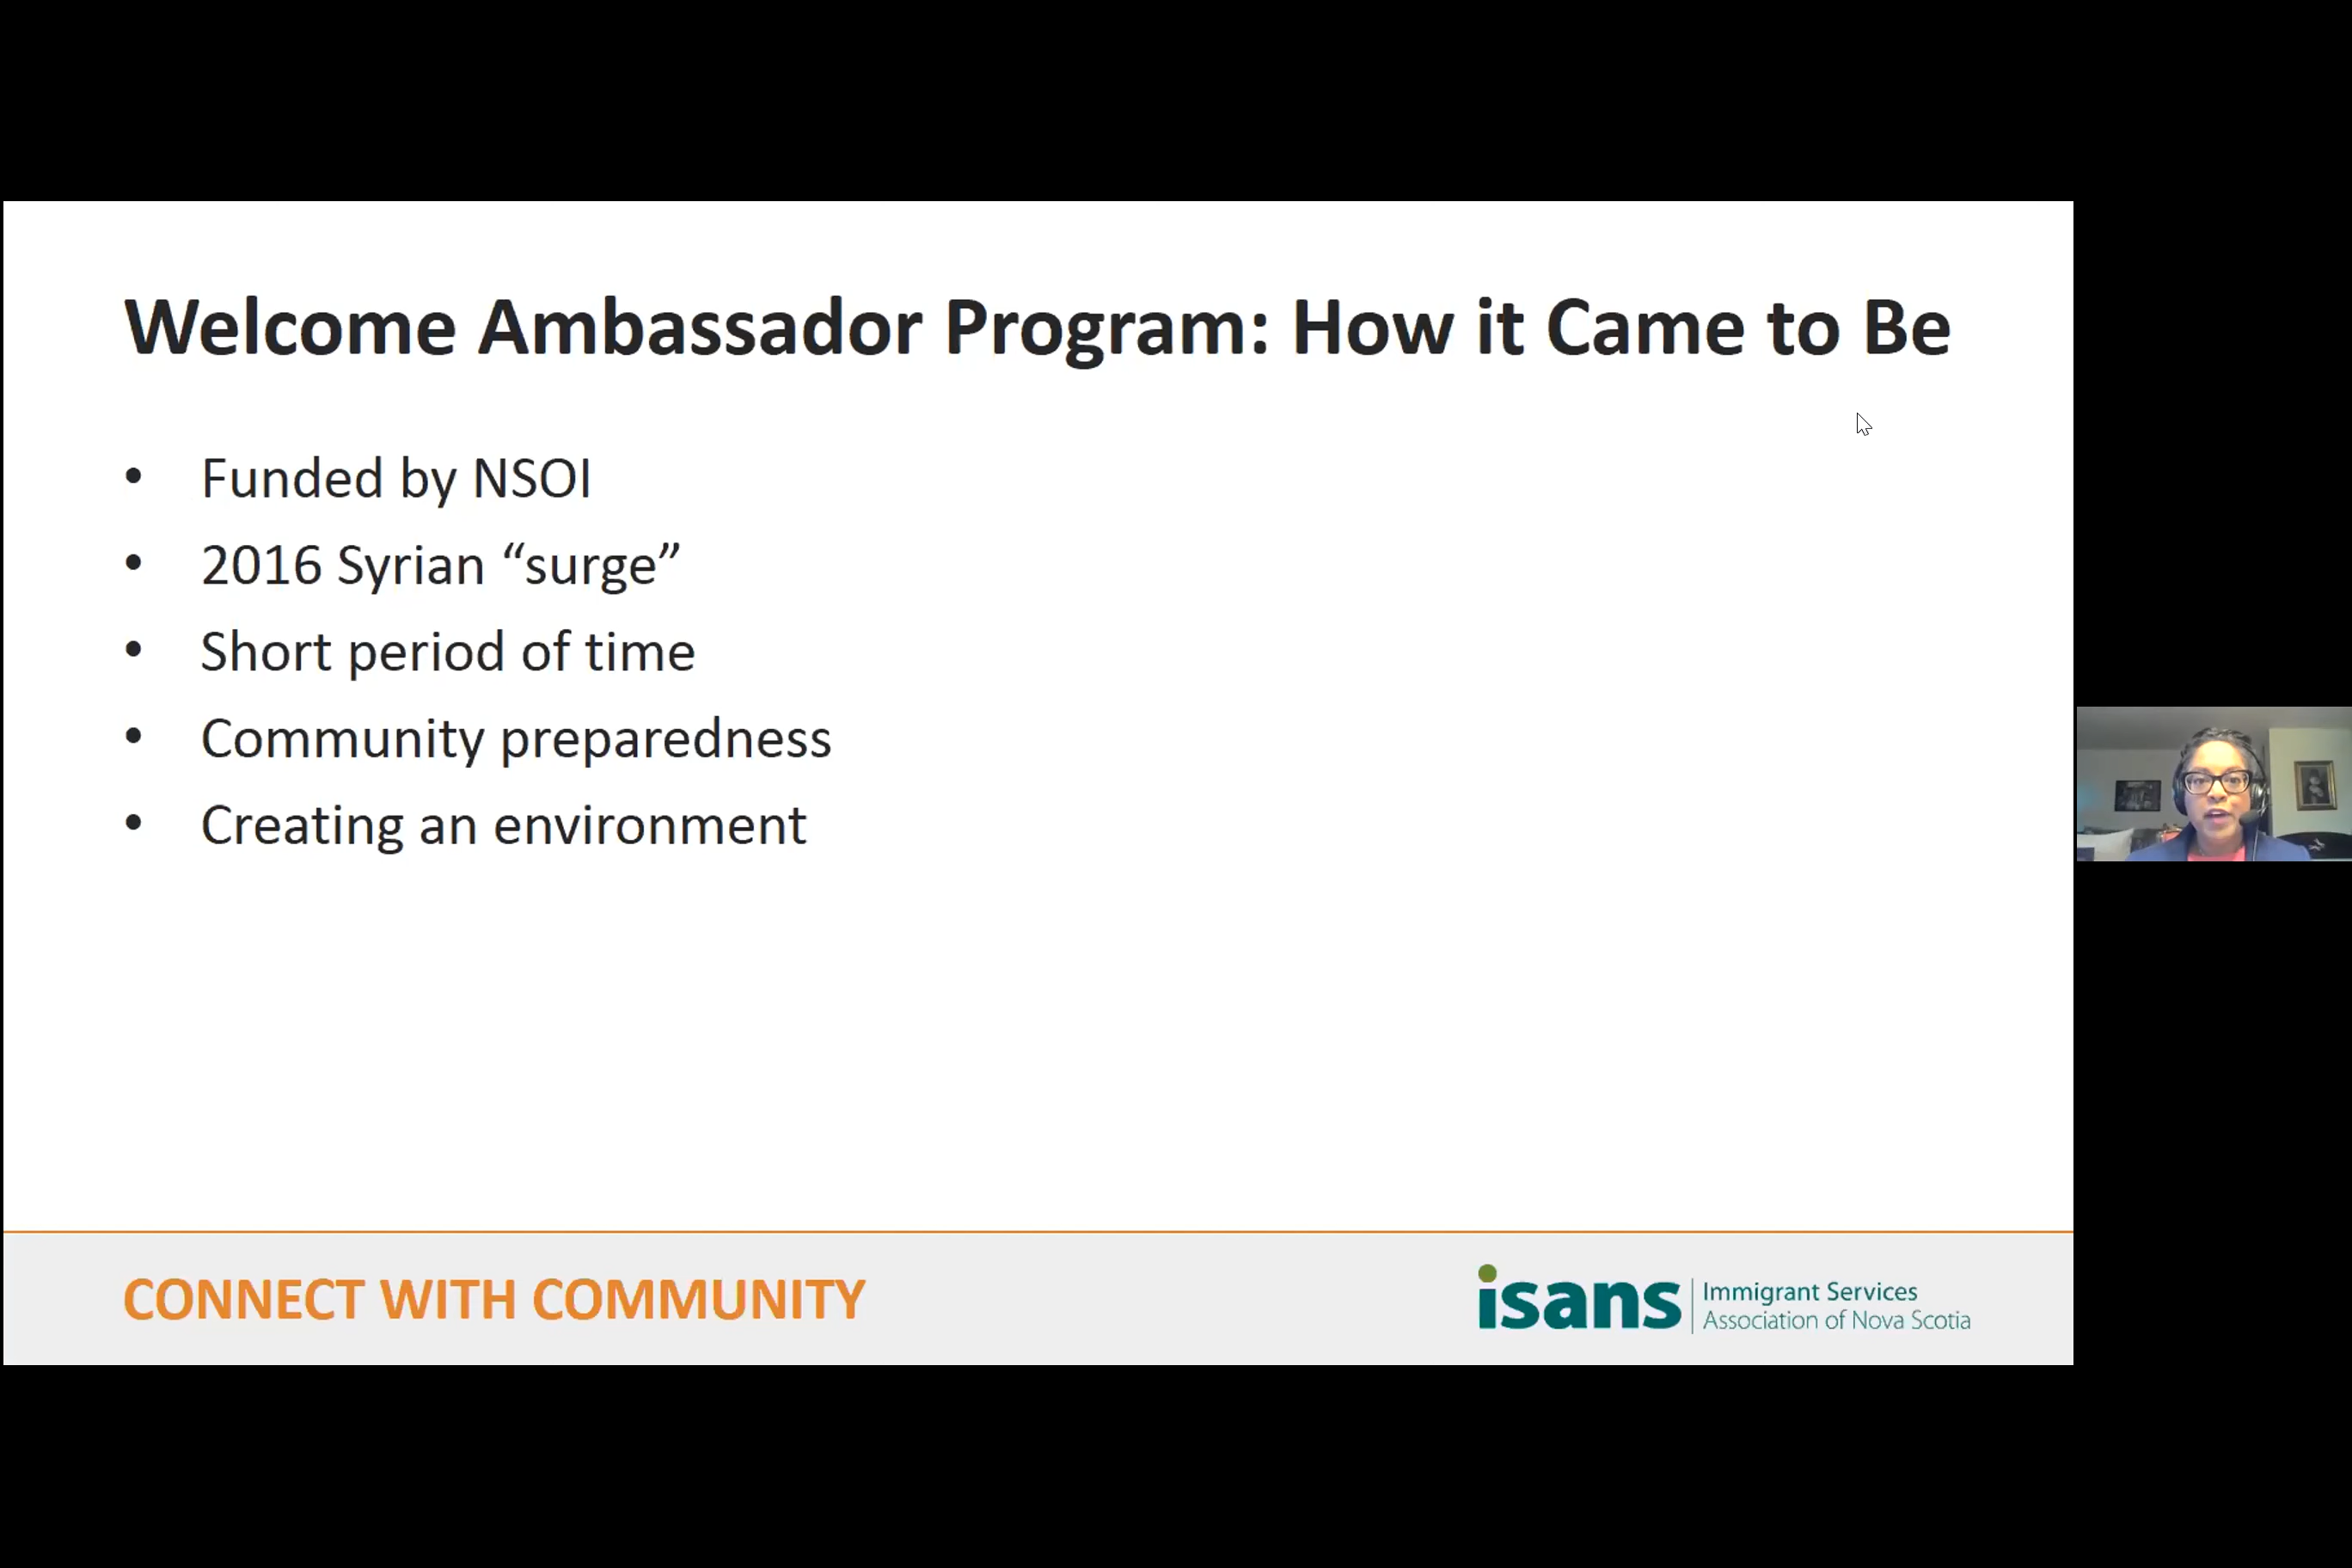 Welcome Ambassador Program: How it Came to Be
• Funded by NSOI
• 2016 Syrian “surge”
• Short period of time
• Community preparedness
• Creating an environment
CONNECT WITH COMMUNITY
isans
Immigrant Services
Association of Nova Scotia